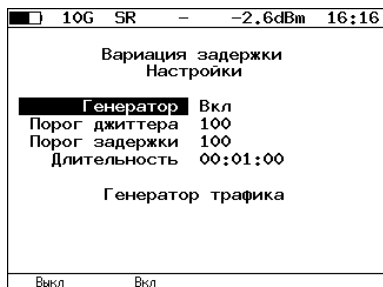 10G SR – -2.6dBm 16:16
Вариация задержки
Настройки
Генератор Вкл
Порог джиттера 100
Порог задержки 100
Длительность 00:01:00
Генератор трафика
Выкл Вкл